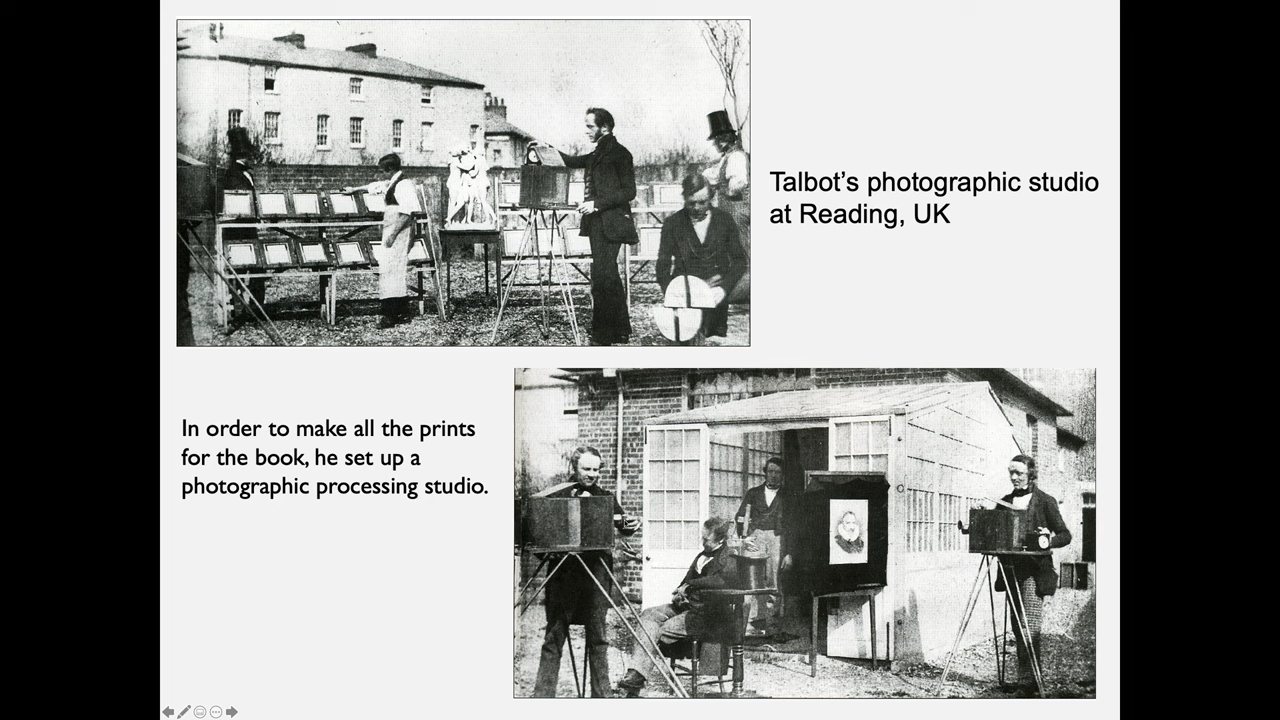 Talbot’s photographic studio
at Reading, UK
In order to make all the prints
for the book, he set up a
photographic processing studio.